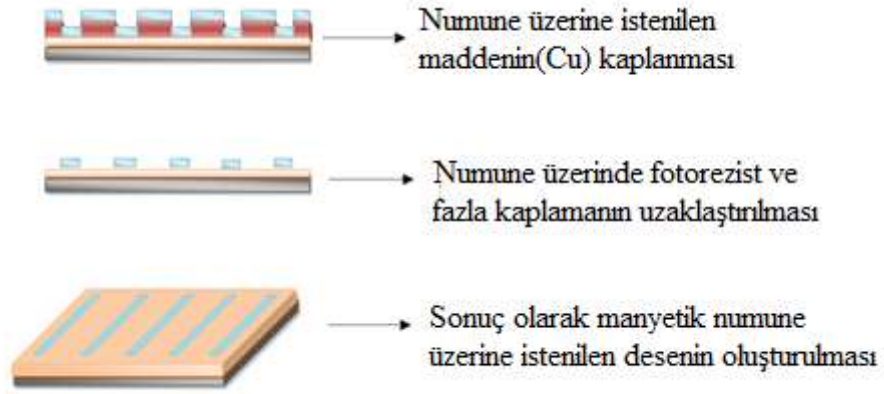 Numune üzerine istenilen
maddenin(Cu) kaplanması
Numune üzerinde fotorezist ve
fazla kaplamanın uzaklaştırılması
Sonuç olarak manyetik numune
üzerine istenilen desenin oluşturulması